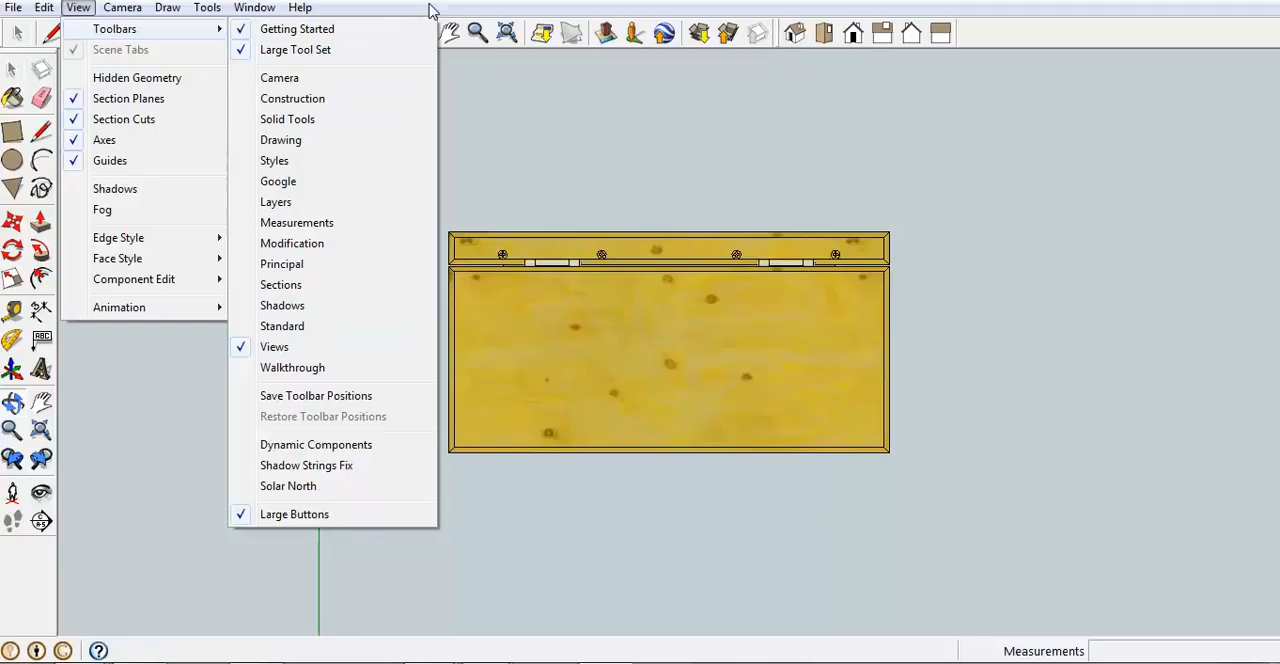 File Edit View Camera Draw Tools Window Help
Toolbars
Scene Tabs
Hidden Geometry
Section Planes
Section Cuts
Axes
Guides
Shadows
Fog
Edge Style
Face Style
Component Edit
Animation
Getting Started
Large Tool Set
Camera
Construction
Solid Tools
Drawing
Styles
Google
Layers
Measurements
Modification
Principal
Sections
Shadows
Standard
Views
Walkthrough
Save Toolbar Positions
Restore Toolbar Positions
Dynamic Components
Shadow Strings Fix
Solar North
Large Buttons
ABC
Measurements